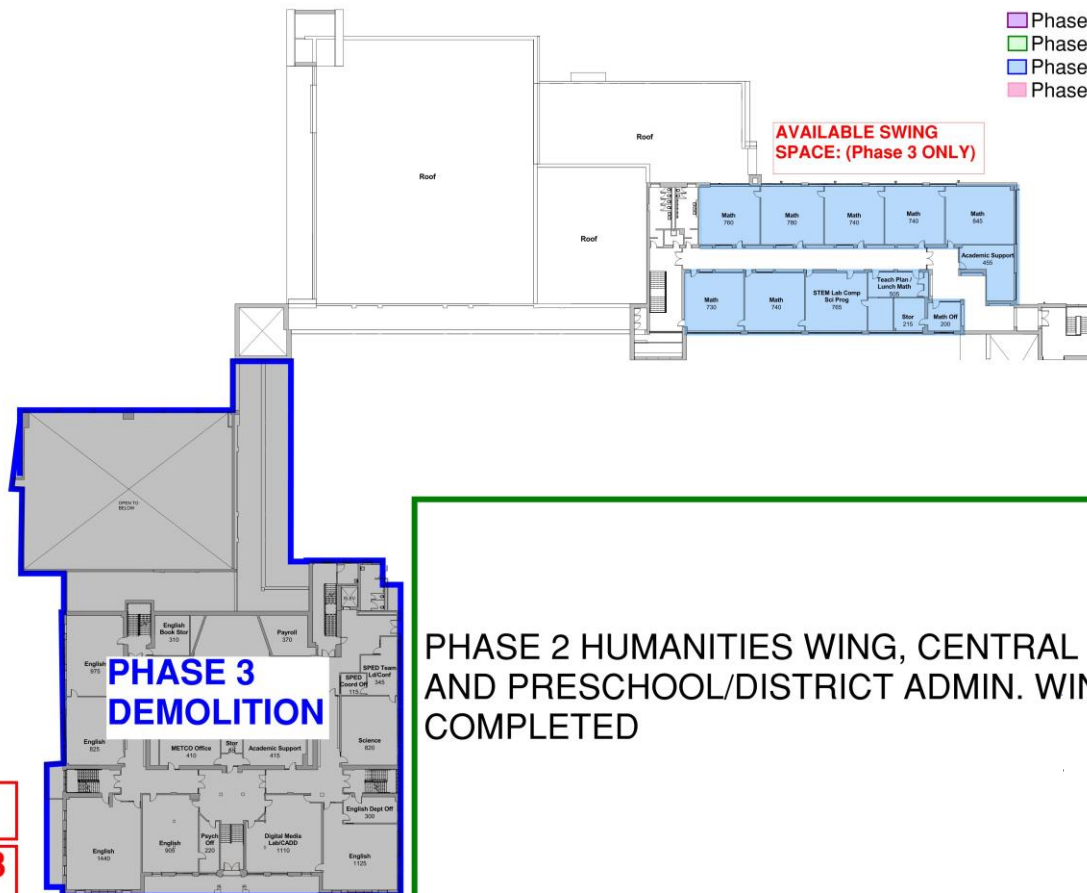 Phase
Phase
Phase
Phase
AVAILABLE SWING
SPACE: (Phase 3 ONLY)
Roof
Roof
Roof
Math
760
Math
780
Math
740
Math
740
Math
845
Academic Support
455
Math
730
Math
740
STEM Lab Comp
Sci Prog
765
Teach Plan /
Lunch Math
505
Stor
215
Math Off
200
OPEN TO
BELOW
English
Book Stor
310
Payroll
370
English
975
PHASE 3
DEMOLITION
SPED
Coord Off
115
SPED Team
Ld/Conf
345
English
825
METCO Office
410
Stor
Academic Support
415
Science
820
English
1440
English
905
Psych
Off
220
Digital Media
Lab/CADD
1110
English Dept Off
300
English
1125
PHASE 2 HUMANITIES WING, CENTRAL
AND PRESCHOOL/DISTRICT ADMIN. WIN
COMPLETED
3